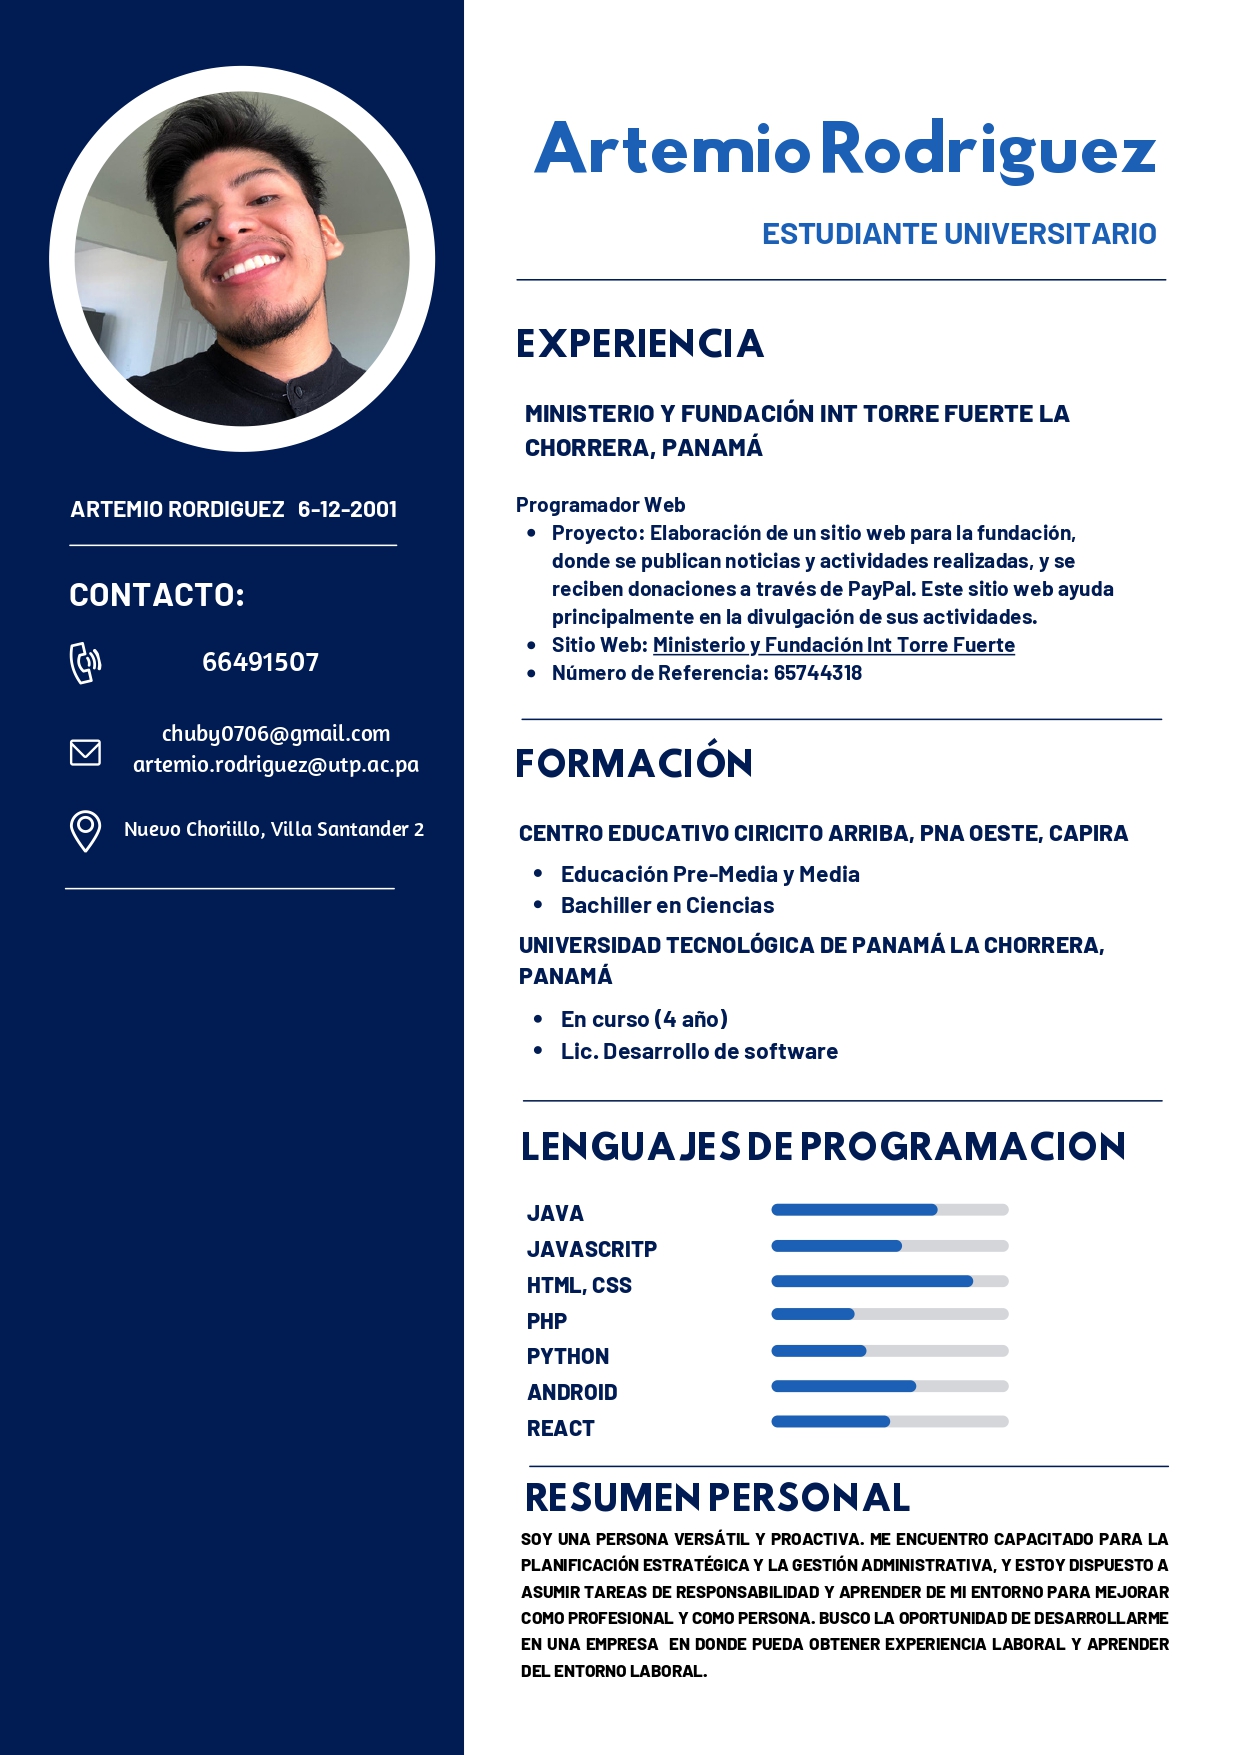 Artemio Rodriguez
ESTUDIANTE UNIVERSITARIO
ARTEMIO RORDIGUEZ 6-12-2001
CONTACTO:
66491507
chuby0706@gmail.com
artemio.rodriguez@utp.ac.pa
Nuevo Choriillo, Villa Santander 2
EXPERIENCIA
MINISTERIO Y FUNDACIÓN INT TORRE FUERTE LA
CHORRERA, PANAMÁ
Programador Web
• Proyecto: Elaboración de un sitio web para la fundación,
donde se publican noticias y actividades realizadas, y se
reciben donaciones a través de PayPal. Este sitio web ayuda
principalmente en la divulgación de sus actividades.
• Sitio Web: Ministerio y Fundación Int Torre Fuerte
• Número de Referencia: 65744318
FORMACIÓN
CENTRO EDUCATIVO CIRICITO ARRIBA, PNA OESTE, CAPIRA
• Educación Pre-Media y Media
• Bachiller en Ciencias
UNIVERSIDAD TECNOLÓGICA DE PANAMÁ LA CHORRERA,
PANAMÁ
• En curso (4 año)
• Lic. Desarrollo de software
LENGUAJES DE PROGRAMACION
JAVA
JAVASCRITP
HTML, CSS
PHP
PYTHON
ANDROID
REACT
RESUMEN PERSONAL
SOY UNA PERSONA VERSÁTIL Y PROACTIVA. ME ENCUENTRO CAPACITADO PARA LA
PLANIFICACIÓN ESTRATÉGICA Y LA GESTIÓN ADMINISTRATIVA, Y ESTOY DISPUESTO A
ASUMIR TAREAS DE RESPONSABILIDAD Y APRENDER DE MI ENTORNO PARA MEJORAR
COMO PROFESIONAL Y COMO PERSONA. BUSCO LA OPORTUNIDAD DE DESARROLLARME
EN UNA EMPRESA EN DONDE PUEDA OBTENER EXPERIENCIA LABORAL Y APRENDER
DEL ENTORNO LABORAL.